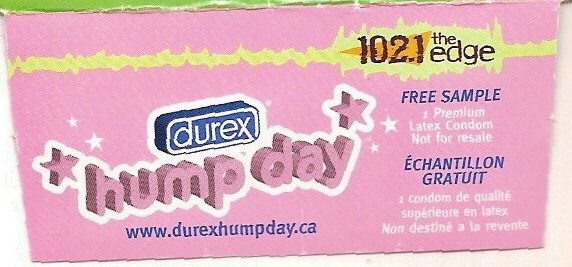 102.1 the edge
durex
hump day
www.durexhumpday.ca
FREE SAMPLE
1 Premium
Latex Condom
Not for resale
ÉCHANTILLON
GRATUIT
1 condom de qualité
supérieure en latex
Non destiné a la revente